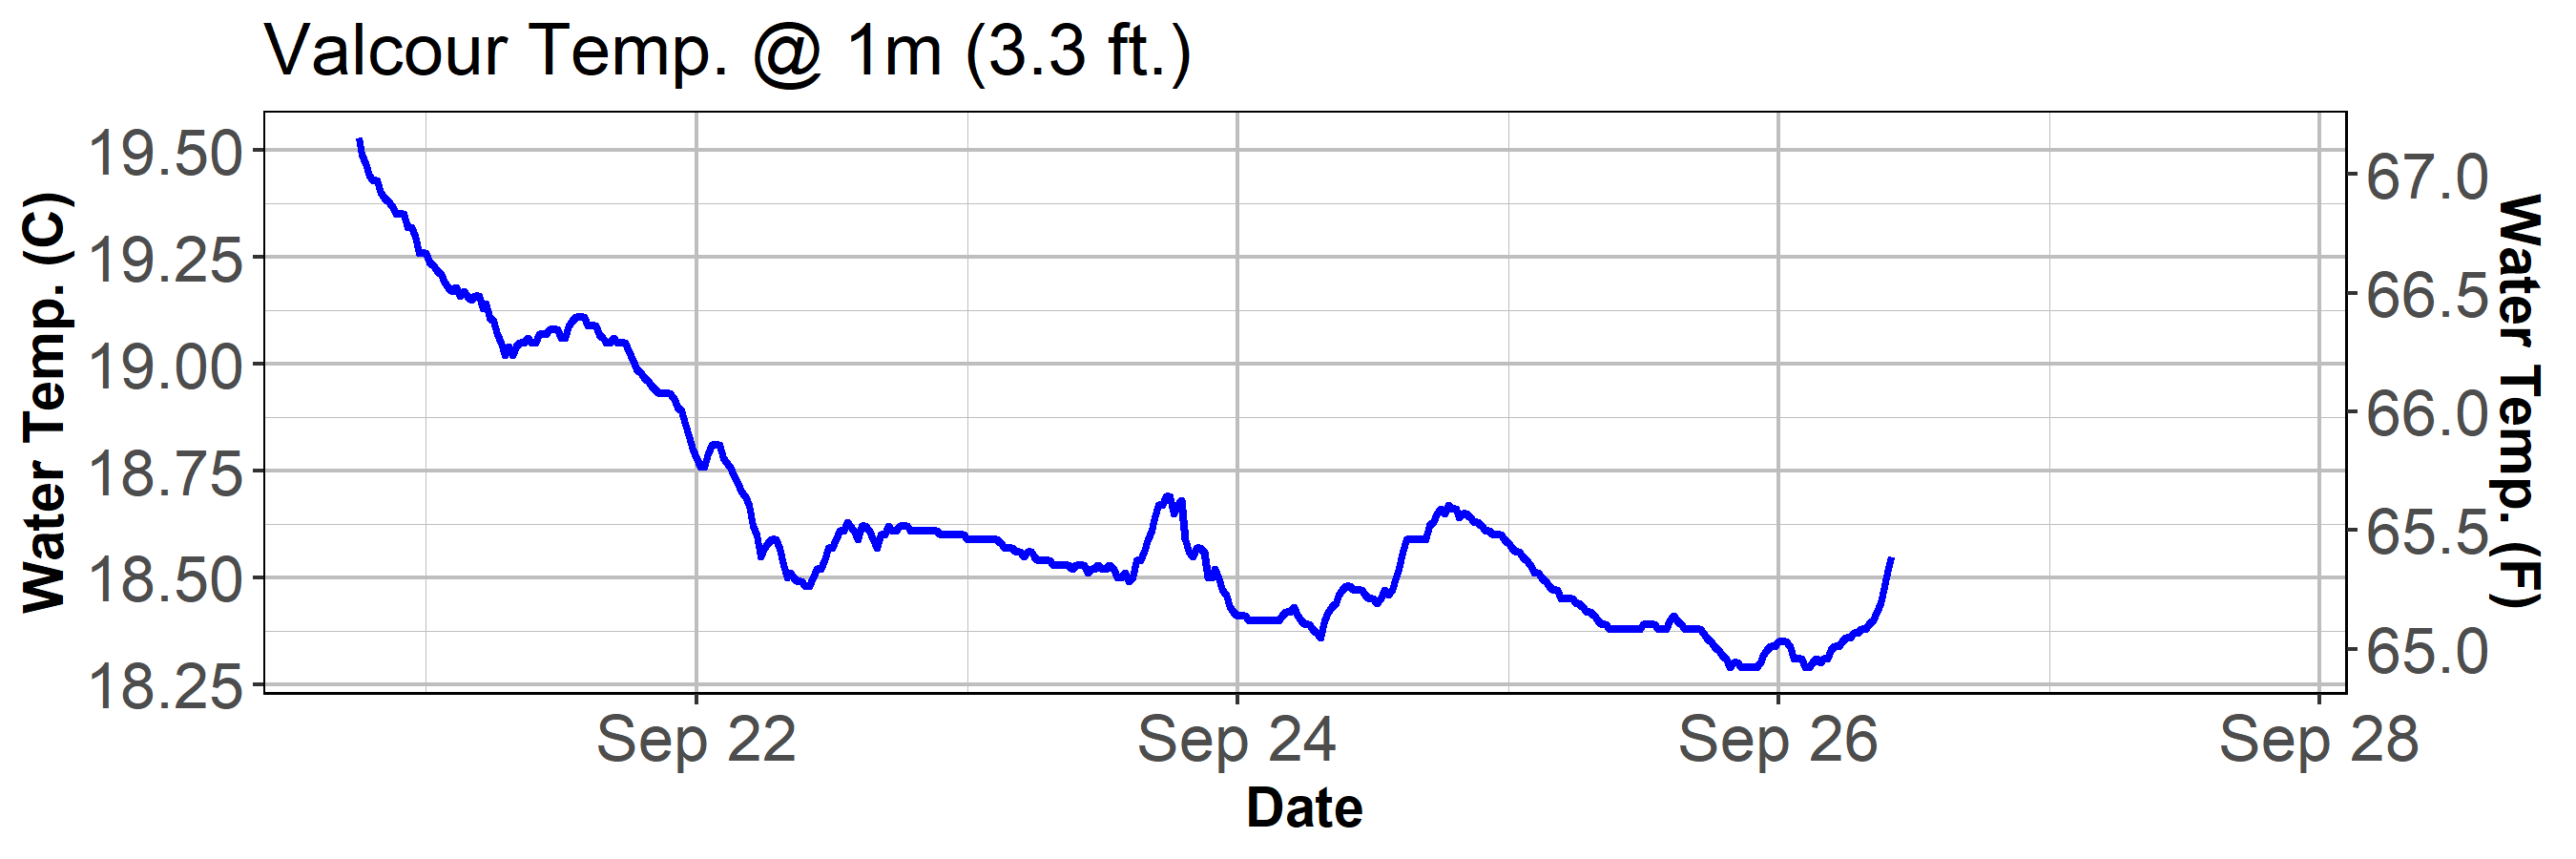 Valcour Temp. @ 1m (3.3 ft.)
Water Temp. (C)
19.50
19.25
19.00
18.75
18.50
18.25
67.0
66.5
66.0
65.5
65.0
Water Temp. (F)
Sep 22
Sep 24
Sep 26
Sep 28
Date